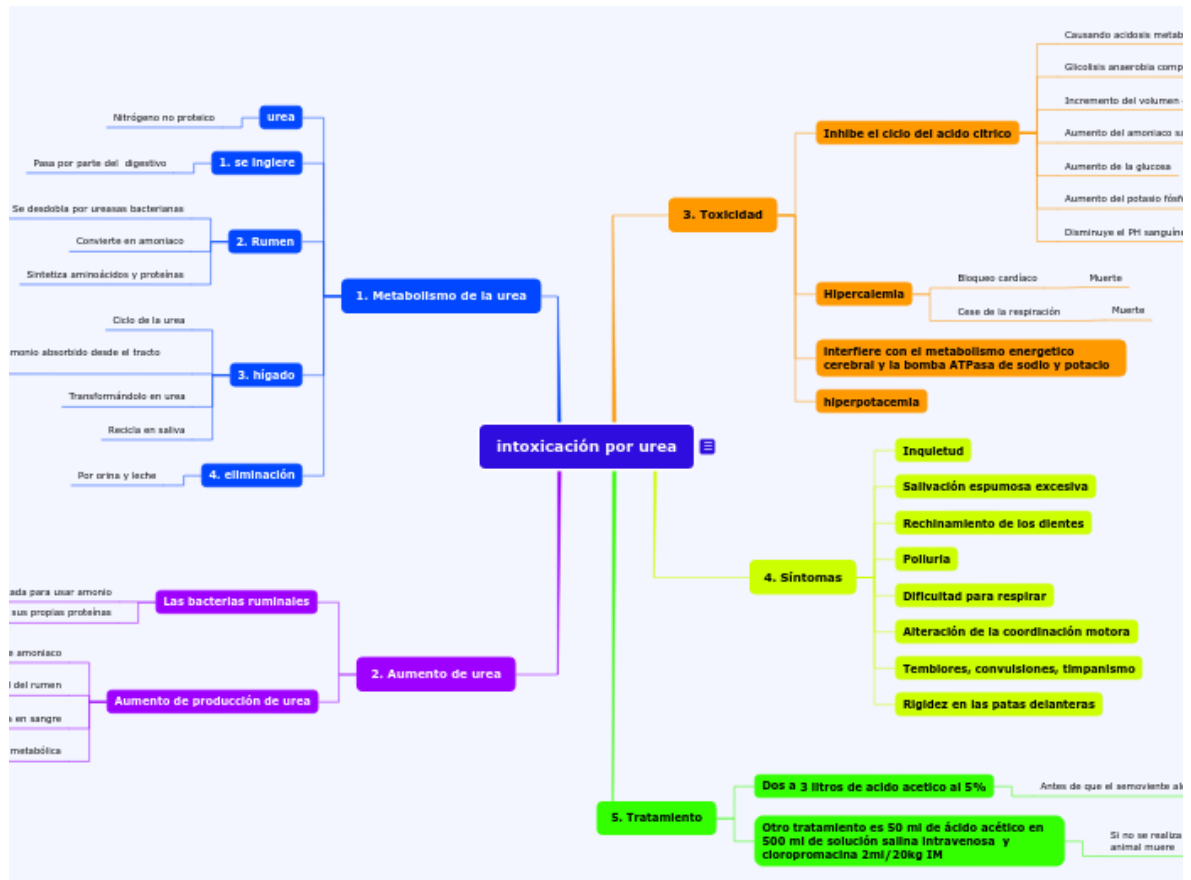 intoxicación por urea
1. Metabolismo de la urea
urea
Nitrógeno no proteico
1. se ingiere
Pasa por parte del digestivo
2. Rumen
Se desdobla por ureasas bacterianas
Convierte en amoniaco
Sintetiza aminoácidos y proteínas
3. hígado
Ciclo de la urea
absorbido desde el tracto
Transformándolo en urea
Recicla en saliva
4. eliminación
Por orina y leche
2. Aumento de urea
Las bacterias ruminales
para usar amonio
sus propias proteínas
Aumento de producción de urea
amoniaco
del rumen
en sangre
metabólica
3. Toxicidad
Inhibe el ciclo del acido citrico
Causando acidosis
Glicolisis anaerobia
Incremento del volumen
Aumento del amoniaco
Aumento de la glucosa
Aumento del potasio
Disminuye el PH
Hipercalemia
Bloqueo cardíaco
Muerte
Cese de la respiración
Muerte
Interfiere con el metabolismo energetico
cerebral y la bomba ATPasa de sodio y potacio
hiperpotacemia
4. Síntomas
Inquietud
Salivación espumosa excesiva
Rechinamiento de los dientes
Poliuria
Dificultad para respirar
Alteración de la coordinación motora
Temblores, convulsiones, timpanismo
Rigidez en las patas delanteras
5. Tratamiento
Dos a 3 litros de acido acetico al 5%
Antes de que el semoviente
Otro tratamiento es 50 ml de ácido acético en
500 ml de solución salina intravenosa y
cloropromacina 2ml/20kg IM
Si no se realiza
animal muere